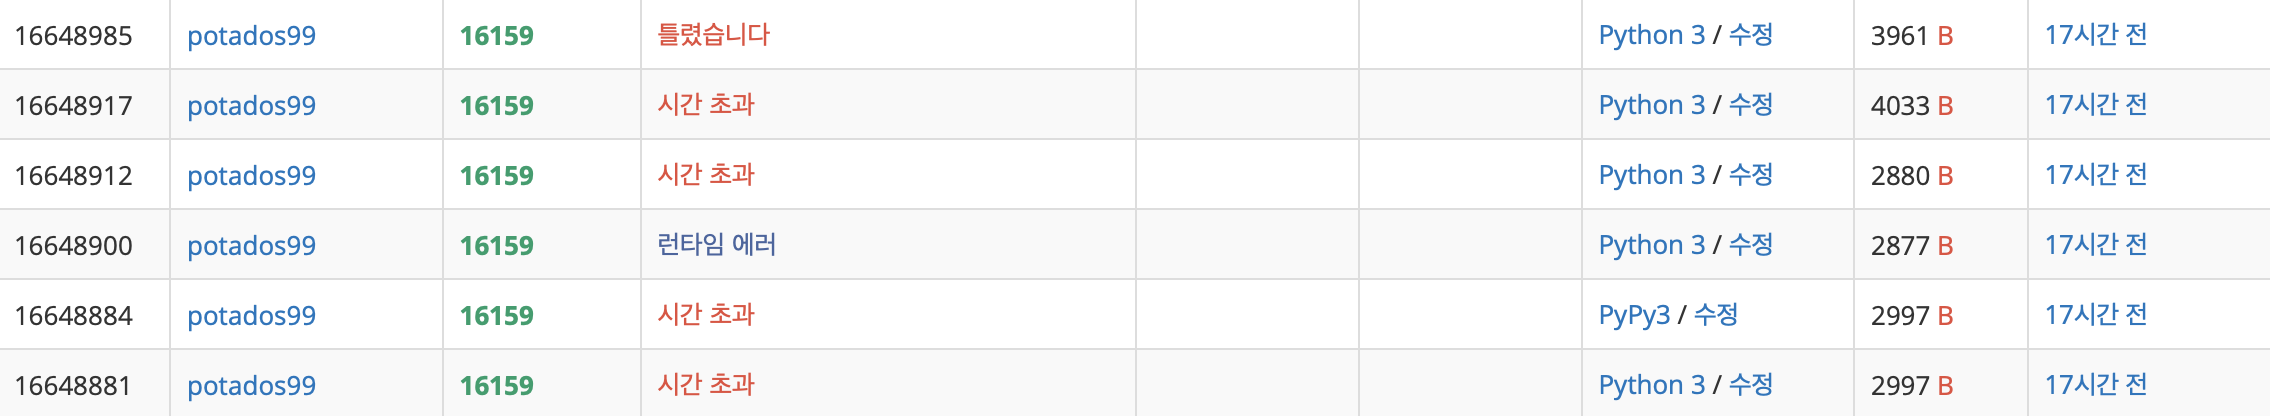 16648985 potados99 16159 틀렸습니다 Python 3 / 수정 3961 B 17시간 전
16648917 potados99 16159 시간 초과 Python 3 / 수정 4033 B 17시간 전
16648912 potados99 16159 시간 초과 Python 3 / 수정 2880 B 17시간 전
16648900 potados99 16159 런타임 에러 Python 3 / 수정 2877 B 17시간 전
16648884 potados99 16159 시간 초과 PyPy3 / 수정 2997 B 17시간 전
16648881 potados99 16159 시간 초과 Python 3 / 수정 2997 B 17시간 전